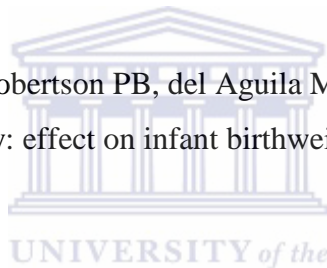 obertson PB, del Aguila M
y: effect on infant birthwei
UNIVERSITY of the